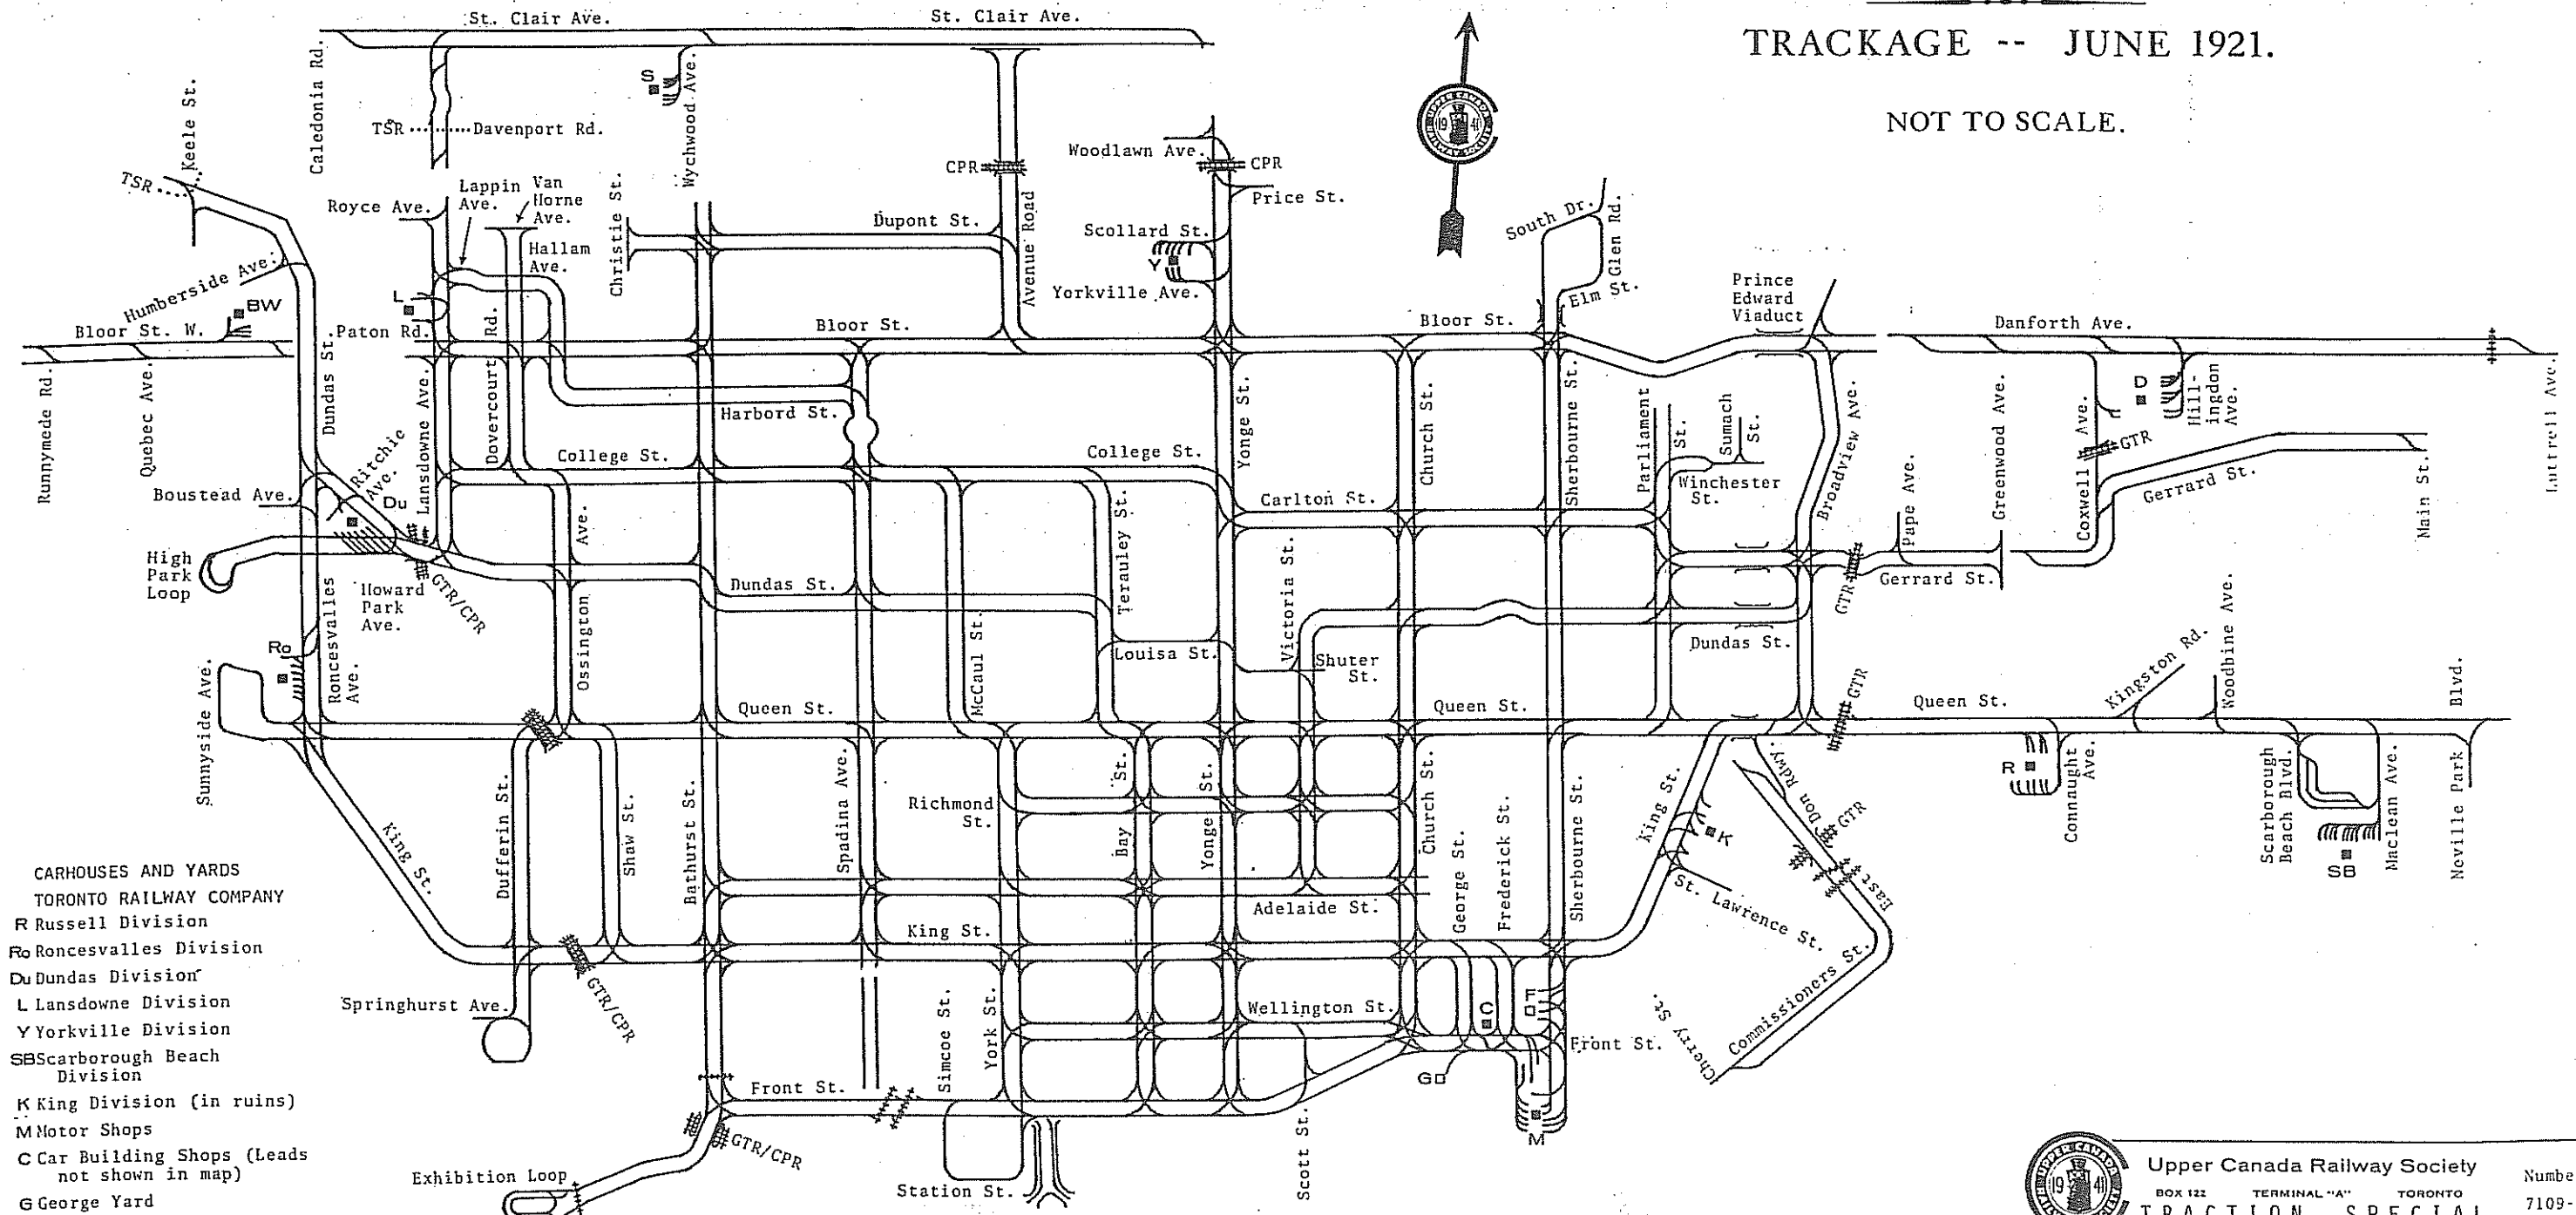 TRACKAGE -- JUNE 1921.
NOT TO SCALE.
St. Clair Ave.
St. Clair Ave.
Caledonia Rd.
Keele St.
S
Wychwood Ave.
TSR
Davenport Rd.
TSR
CPR
Woodlawn Ave.
CPR
Price St.
Royce Ave.
Lappin Ave.
Van Horne Ave.
Hallam Ave.
Christie St.
Dupont St.
Avenue Road
Scollard St.
Y
Yorkville Ave.
South Dr.
Glen Rd.
Elm St.
Prince Edward Viaduct
Humberside Ave.
BW
L
Bloor St. W.
Paton Rd.
Bloor St.
Bloor St.
Danforth Ave.
Runnymede Rd.
Quebec Ave.
Dundas St.
Lansdowne Ave.
Dovercourt Rd.
Harbord St.
Yonge St.
Church St.
Sherbourne St.
Parliament St.
Sumach St.
Winchester St.
Broadview Ave.
Pape Ave.
Greenwood Ave.
Coxwell Ave.
D
Hillingdon Ave.
GTR
Gerrard St.
Main St.
Luttrell Ave.
Boustead Ave.
Ritchie Ave.
Du
College St.
College St.
Carlton St.
High Park Loop
Howard Park Ave.
GTR/CPR
Ossington Ave.
Dundas St.
Terauley St.
Victoria St.
GTR
Gerrard St.
Ro
Roncesvalles Ave.
McCaul St.
Louisa St.
Shuter St.
Dundas St.
Kingston Rd.
Woodbine Ave.
Sunnyside Ave.
Queen St.
Queen St.
GTR
Queen St.
Neville Park Blvd.
King St.
Dufferin St.
Shaw St.
Bathurst St.
Spadina Ave.
Richmond St.
Bay St.
Yonge St.
Church St.
George St.
Frederick St.
Sherbourne St.
King St.
K
Don Rdwy.
GTR
East
R
Connaught Ave.
Scarborough Beach Blvd.
SB
Maclean Ave.
Adelaide St.
St. Lawrence St.
King St.
GTR/CPR
Springhurst Ave.
Simcoe St.
York St.
Wellington St.
C
F
Front St.
Cherry St.
Commissioners St.
G
M
Front St.
GTR/CPR
Exhibition Loop
Station St.
Scott St.
CARHOUSES AND YARDS
TORONTO RAILWAY COMPANY
R Russell Division
Ro Roncesvalles Division
Du Dundas Division
L Lansdowne Division
Y Yorkville Division
SB Scarborough Beach
Division
K King Division (in ruins)
M Motor Shops
C Car Building Shops (Leads
not shown in map)
G George Yard
UPPER CANADA RAILWAY SOCIETY
1941
Upper Canada Railway Society
BOX 122 TERMINAL "A" TORONTO
TRACTION SPECIAL
7109-